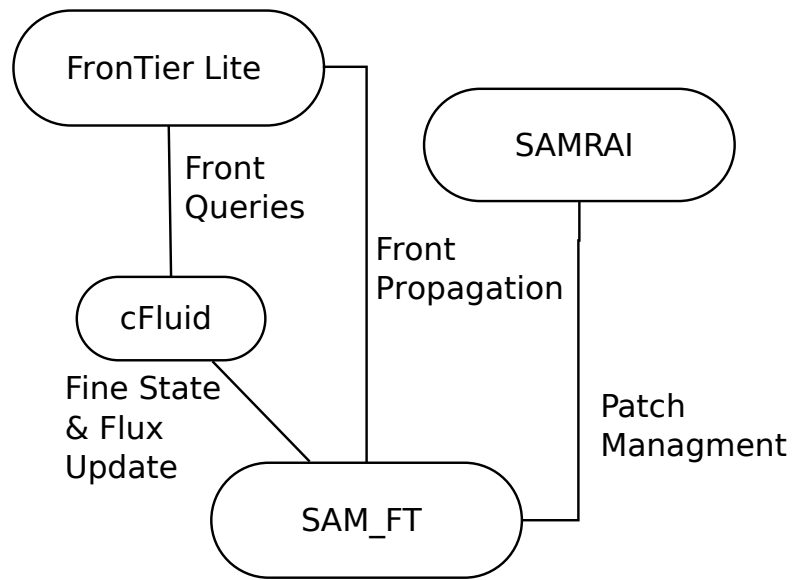 FronTier Lite
SAMRAI
Front
Queries
Front
Propagation
cFluid
Fine State
& Flux
Update
Patch
Managment
SAM_FT